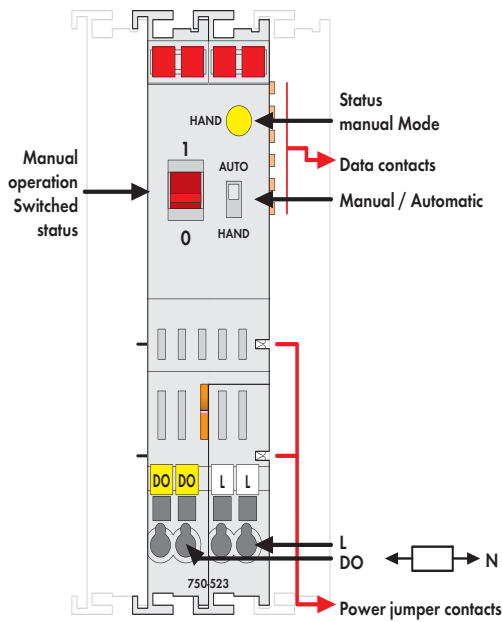 Status
manual Mode
HAND
1
Manual
operation
Switched
status
AUTO
Data contacts
Manual / Automatic
0
HAND
DO DO L L
L
DO
N
750-523
Power jumper contacts